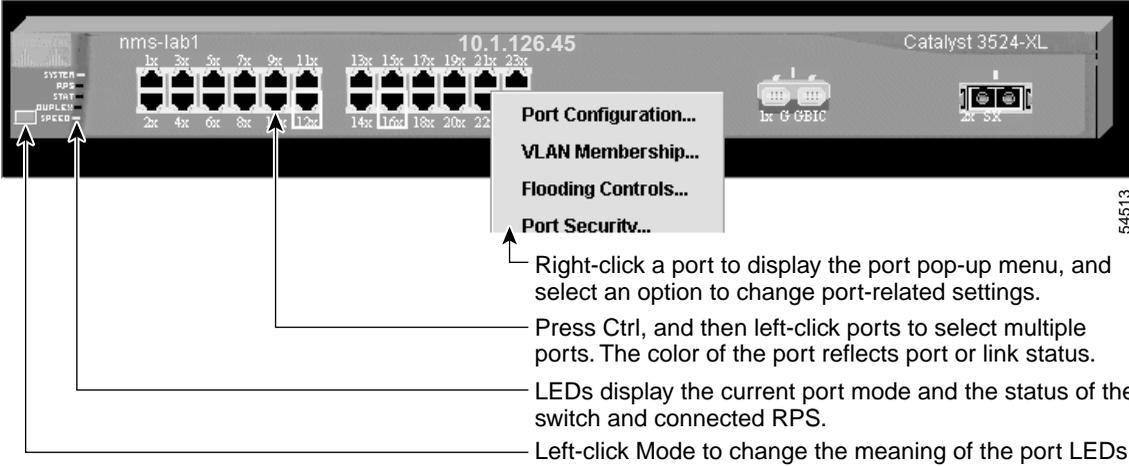 nms-lab1 10.1.126.45 Catalyst 3524-XL
1x 3x 5x 7x 9x 11x 13x 15x 17x 19x 21x 23x
SYSTEM
RPS
STAT
DUPLEX
SPEED
2x 4x 6x 8x 12x 14x 16x 18x 20x 22
1x G GBIC
2x SX
Port Configuration...
VLAN Membership...
Flooding Controls...
Port Security...
54513
Right-click a port to display the port pop-up menu, and
select an option to change port-related settings.
Press Ctrl, and then left-click ports to select multiple
ports. The color of the port reflects port or link status.
LEDs display the current port mode and the status of the
switch and connected RPS.
Left-click Mode to change the meaning of the port LEDs